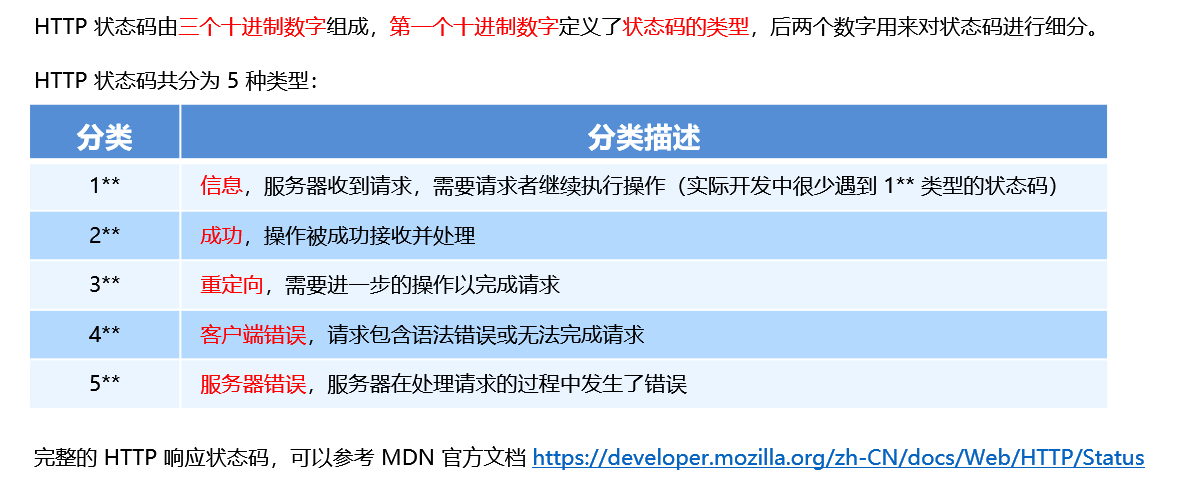 HTTP 状态码由三个十进制数字组成，第一个十进制数字定义了状态码的类型，后两个数字用来对状态码进行细分。
HTTP 状态码共分为 5 种类型：
分类 分类描述
1** 信息，服务器收到请求，需要请求者继续执行操作（实际开发中很少遇到 1** 类型的状态码）
2** 成功，操作被成功接收并处理
3** 重定向，需要进一步的操作以完成请求
4** 客户端错误，请求包含语法错误或无法完成请求
5** 服务器错误，服务器在处理请求的过程中发生了错误
完整的 HTTP 响应状态码，可以参考 MDN 官方文档 https://developer.mozilla.org/zh-CN/docs/Web/HTTP/Status